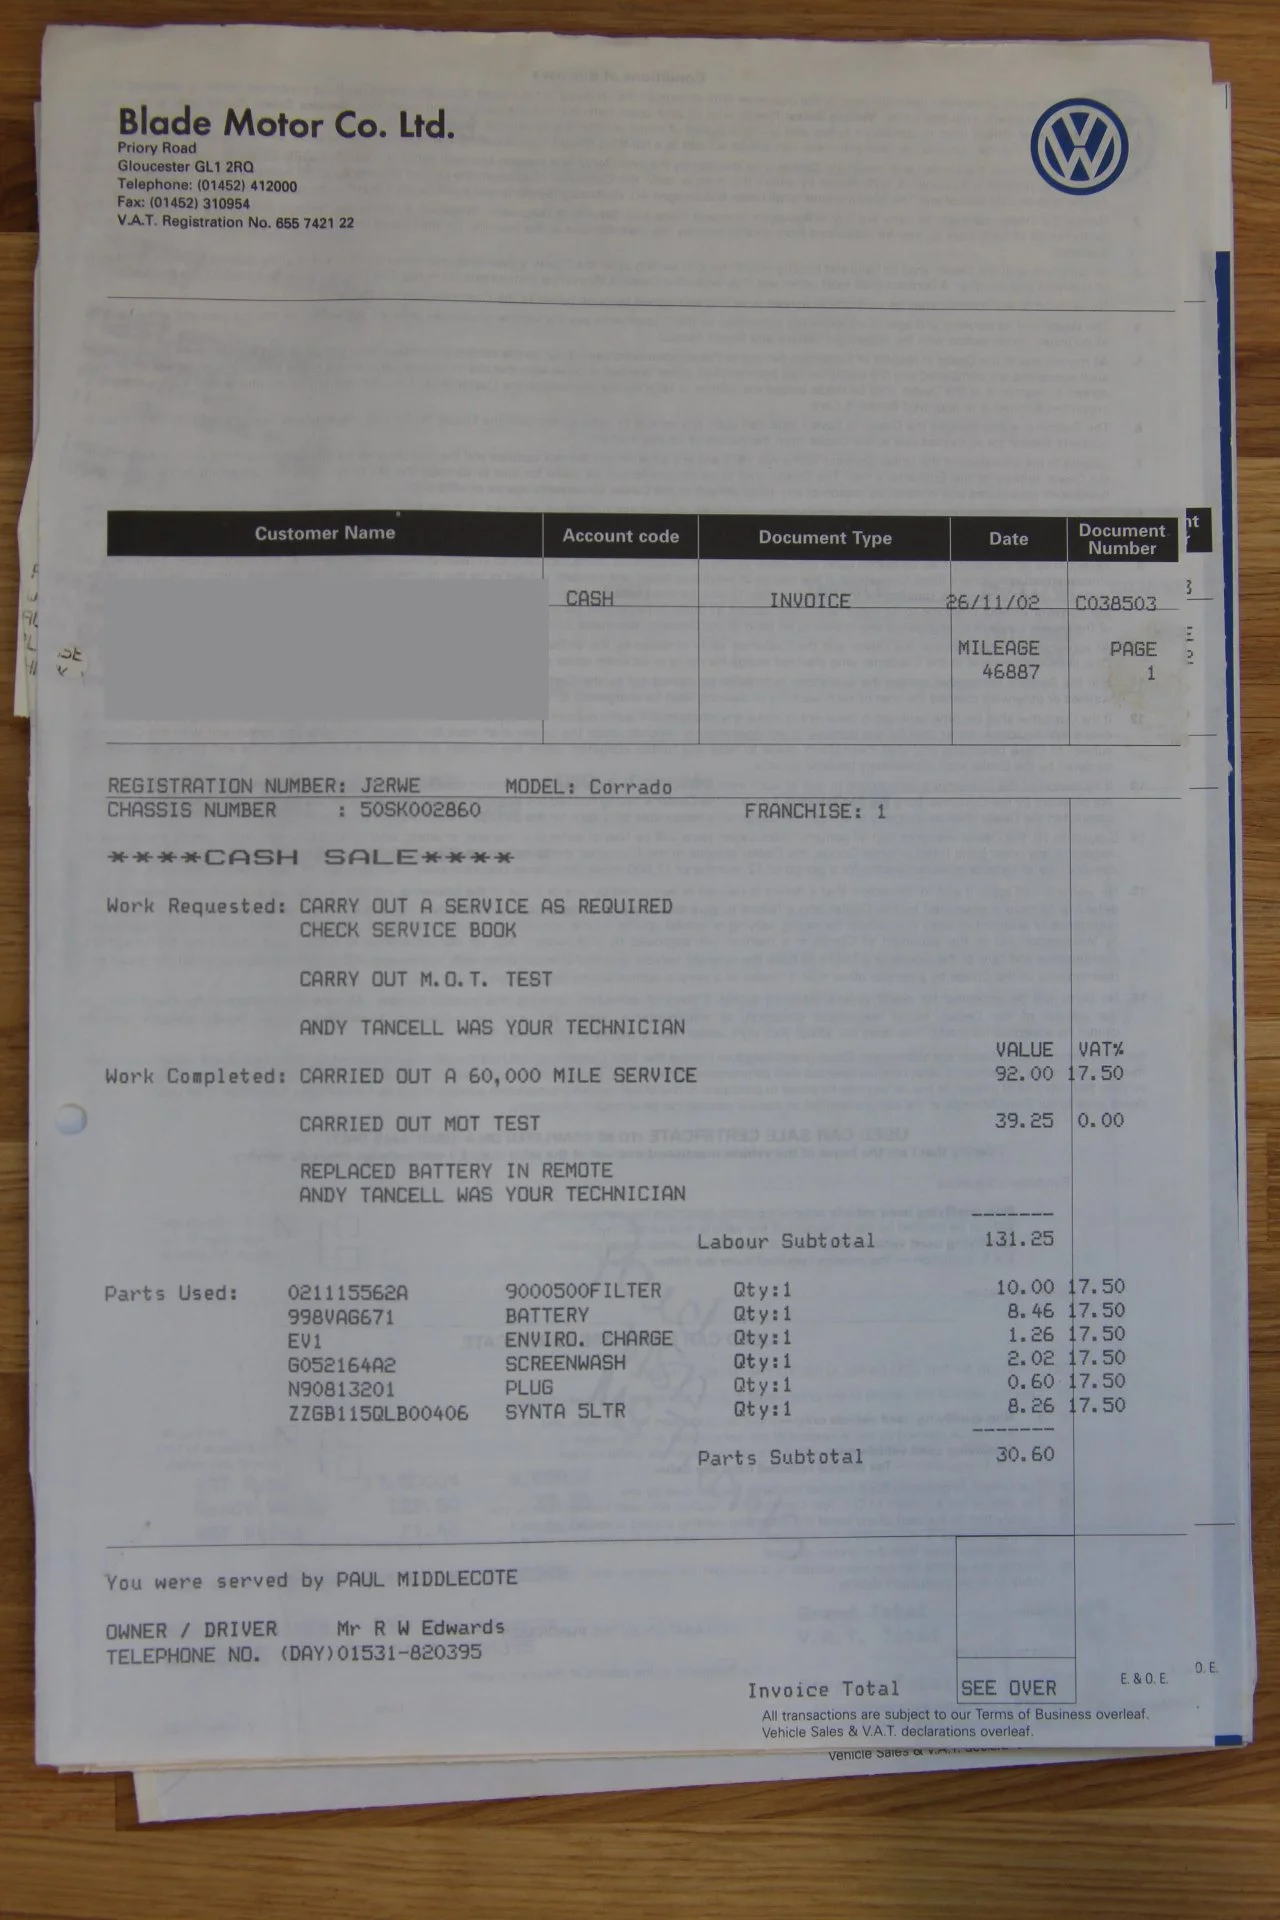 Blade Motor Co. Ltd.
Priory Road
Gloucester GL1 2RQ
Telephone: (01452) 412000
Fax: (01452) 310954
V.A.T. Registration No. 655 7421 22
Customer Name Account code Document Type Date Document Number
CASH INVOICE 26/11/02 C038503
MILEAGE PAGE
46887 1
REGISTRATION NUMBER: J2RWE MODEL: Corrado
CHASSIS NUMBER : 50SK002860 FRANCHISE: 1
****CASH SALE****
Work Requested: CARRY OUT A SERVICE AS REQUIRED
CHECK SERVICE BOOK
CARRY OUT M.O.T. TEST
ANDY TANCELL WAS YOUR TECHNICIAN
VALUE VAT%
Work Completed: CARRIED OUT A 60,000 MILE SERVICE 92.00 17.50
CARRIED OUT MOT TEST 39.25 0.00
REPLACED BATTERY IN REMOTE
ANDY TANCELL WAS YOUR TECHNICIAN
-------
Labour Subtotal 131.25
Parts Used: 021115562A 9000500FILTER Qty:1 10.00 17.50
998VAG671 BATTERY Qty:1 8.46 17.50
EV1 ENVIRO. CHARGE Qty:1 1.26 17.50
G052164A2 SCREENWASH Qty:1 2.02 17.50
N90813201 PLUG Qty:1 0.60 17.50
ZZGB115QLB00406 SYNTA 5LTR Qty:1 8.26 17.50
-------
Parts Subtotal 30.60
You were served by PAUL MIDDLECOTE
OWNER / DRIVER Mr R W Edwards
TELEPHONE NO. (DAY)01531-820395
Invoice Total SEE OVER E. & O. E.
All transactions are subject to our Terms of Business overleaf.
Vehicle Sales & V.A.T. declarations overleaf.